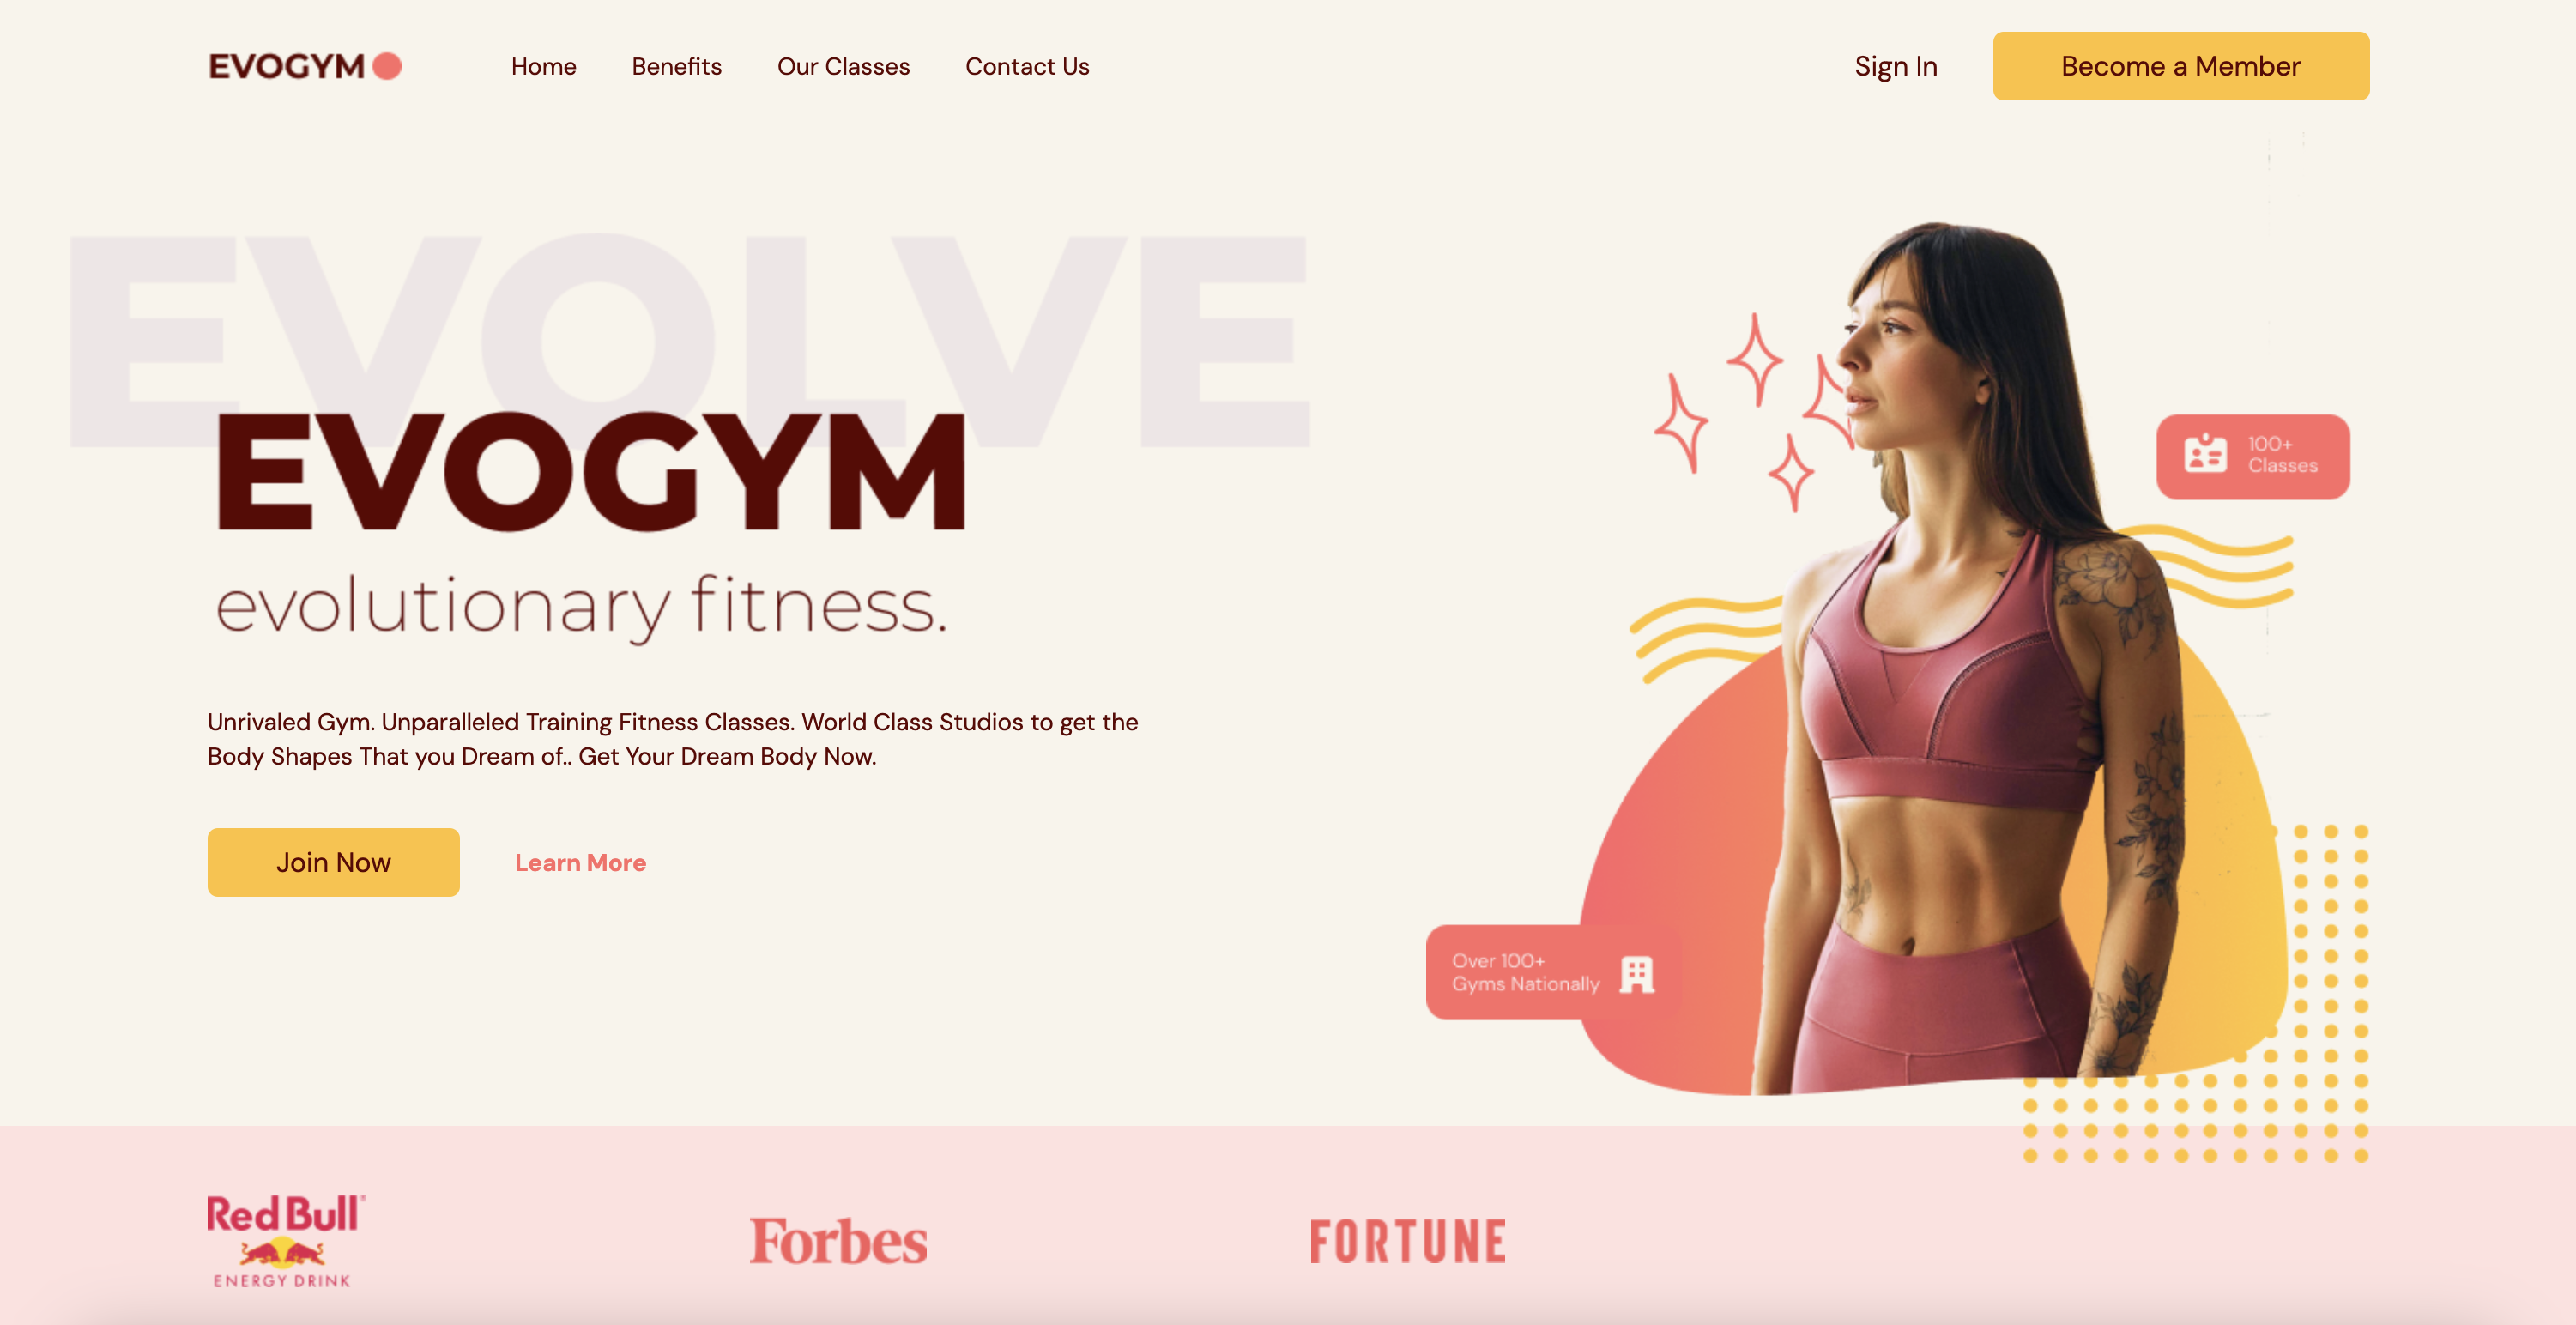 EVOGYM
Home
Benefits
Our Classes
Contact Us
Sign In
Become a Member
EVOLVE
EVOGYM
evolutionary fitness.
Unrivaled Gym. Unparalleled Training Fitness Classes. World Class Studios to get the
Body Shapes That you Dream of.. Get Your Dream Body Now.
Join Now
Learn More
100+
Classes
Over 100+
Gyms Nationally
Red Bull
ENERGY DRINK
Forbes
FORTUNE